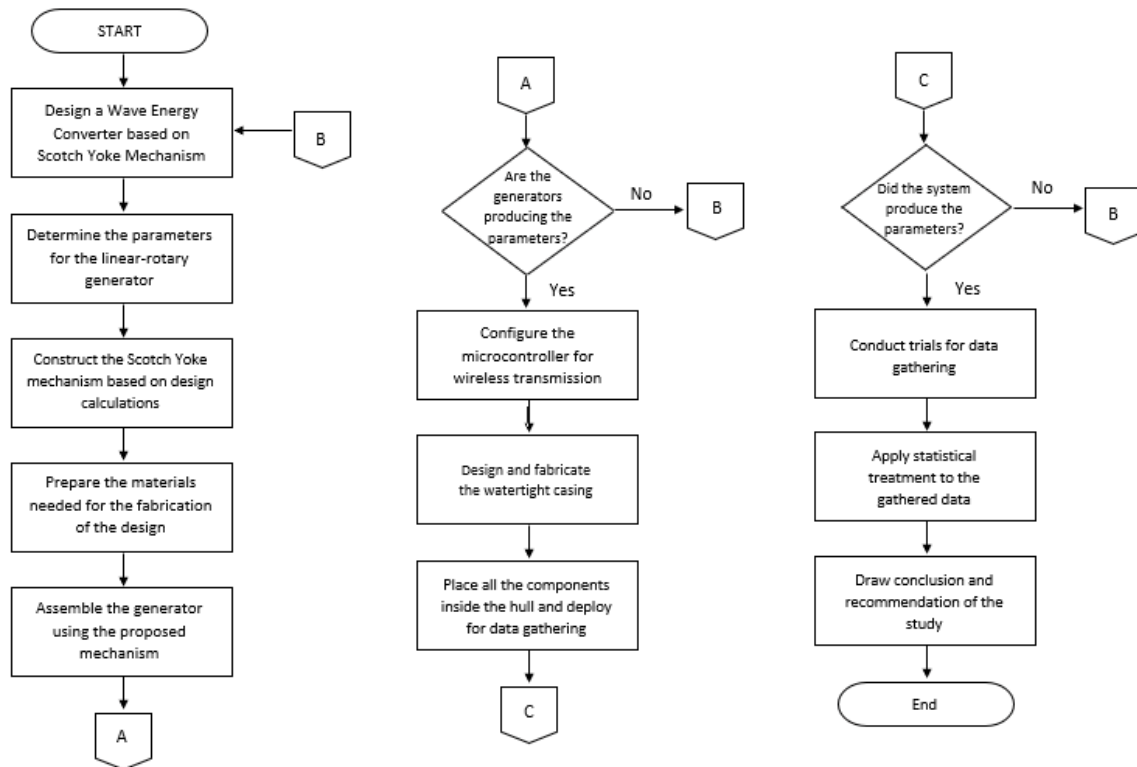 START
Design a Wave Energy
Converter based on
Scotch Yoke Mechanism
B
Determine the parameters
for the linear-rotary
generator
Construct the Scotch Yoke
mechanism based on design
calculations
Prepare the materials
needed for the fabrication
of the design
Assemble the generator
using the proposed
mechanism
A
A
Are the
generators
producing the
parameters?
No
B
Yes
Configure the
microcontroller for
wireless transmission
Design and fabricate
the watertight casing
Place all the components
inside the hull and deploy
for data gathering
C
C
Did the system
produce the
parameters?
No
B
Yes
Conduct trials for data
gathering
Apply statistical
treatment to the
gathered data
Draw conclusion and
recommendation of the
study
End